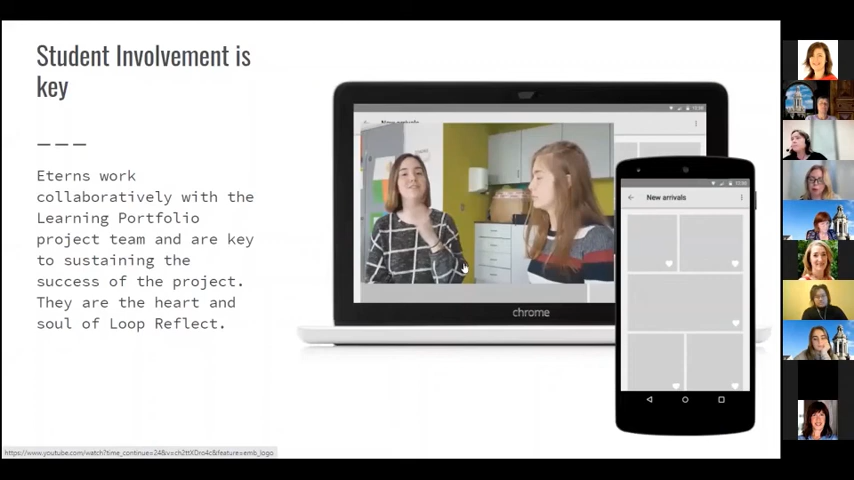 Student Involvement is
key
Eterns work
collaboratively with the
Learning Portfolio
project team and are key
to sustaining the
success of the project.
They are the heart and
soul of Loop Reflect.
New arrivals
chrome